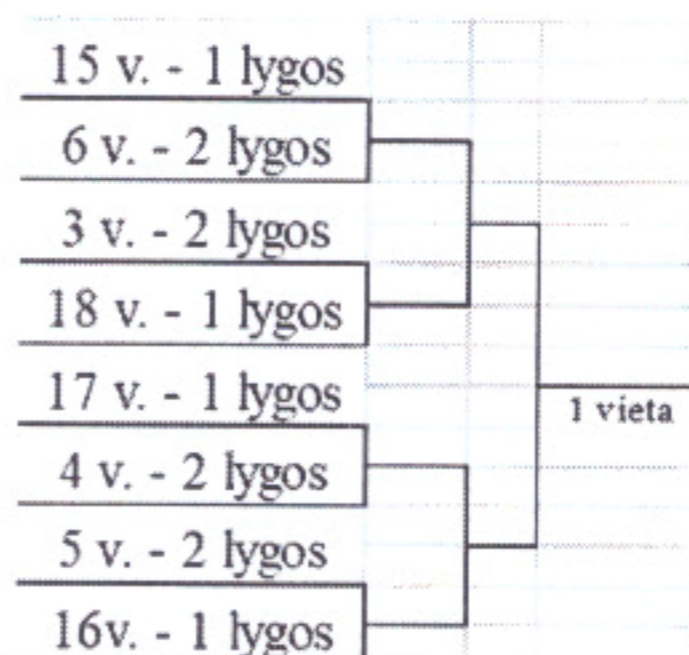 15 v. - 1 lygos
6 v. - 2 lygos
3 v. - 2 lygos
18 v. - 1 lygos
17 v. - 1 lygos
1 vieta
4 v. - 2 lygos
5 v. - 2 lygos
16v. - 1 lygos